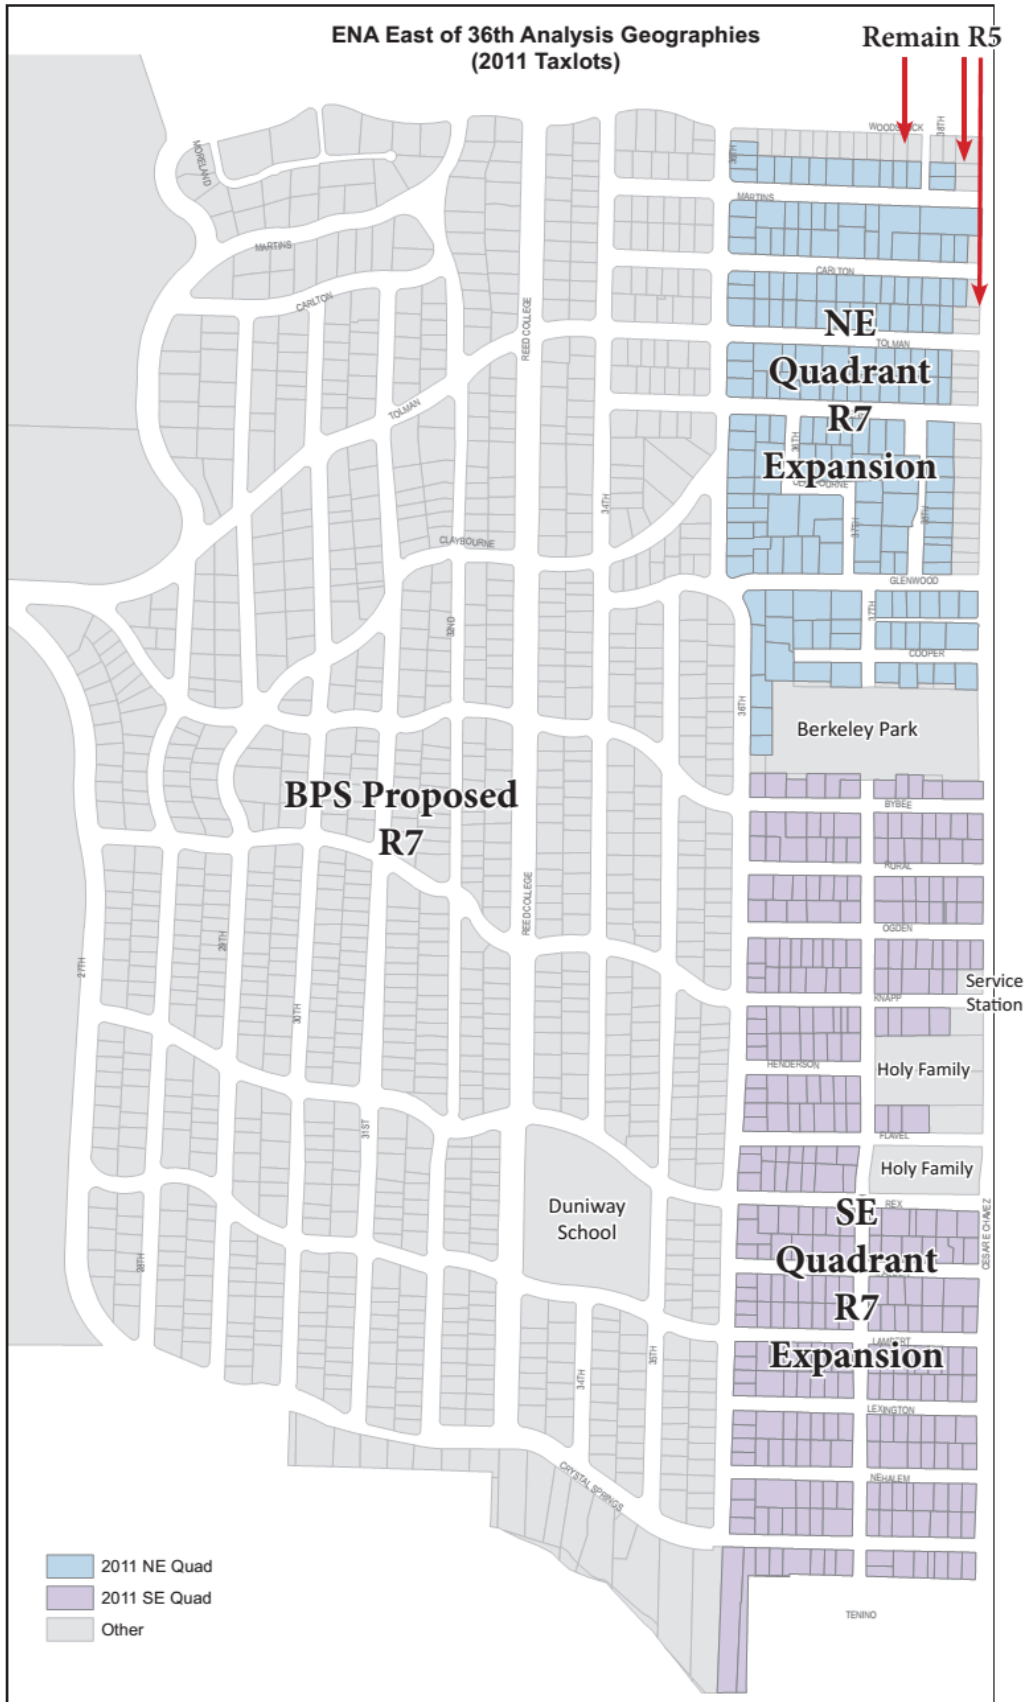 ENA East of 36th Analysis Geographies
(2011 Taxlots)
Remain R5
WOODSTOCK
38TH
36TH
MORELAND
MARTINS
MARTINS
CARLTON
CARLTON
REED COLLEGE
TOLMAN
NE
Quadrant
R7
Expansion
TOLMAN
36TH
34TH
37TH
38TH
CLAYBOURNE
GLENWOOD
37TH
32ND
COOPER
36TH
Berkeley Park
BPS Proposed
R7
BYBEE
RURAL
REED COLLEGE
OGDEN
29TH
27TH
Service
Station
KNAPP
30TH
HENDERSON
Holy Family
31ST
FLAVEL
Holy Family
Duniway
School
REX
CESAR E CHAVEZ
28TH
SE
Quadrant
R7
Expansion
LAMBERT
35TH
34TH
LEXINGTON
NEHALEM
CRYSTAL SPRINGS
2011 NE Quad
2011 SE Quad
Other
TENINO